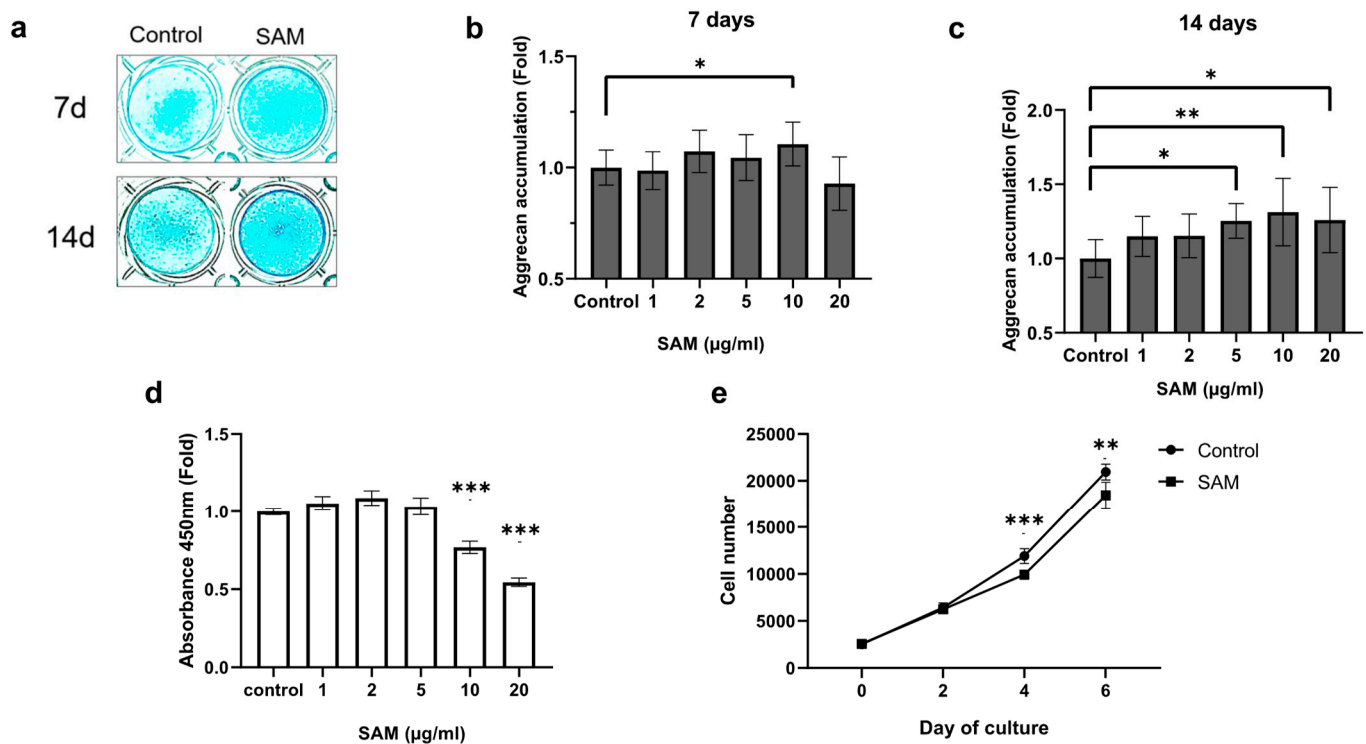 a
Control SAM
7d
14d
b
7 days
Aggrecan accumulation (Fold)
1.5
*
1.0
0.5
Control 1 2 5 10 20
SAM (μg/ml)
c
14 days
Aggrecan accumulation (Fold)
*
2.0
**
*
1.5
1.0
0.5
Control 1 2 5 10 20
SAM (μg/ml)
d
Absorbance 450nm (Fold)
1.5
***
1.0
***
0.5
0.0
control 1 2 5 10 20
SAM (μg/ml)
e
Cell number
25000
**
20000
***
15000
10000
5000
0
0 2 4 6
Day of culture
Control
SAM